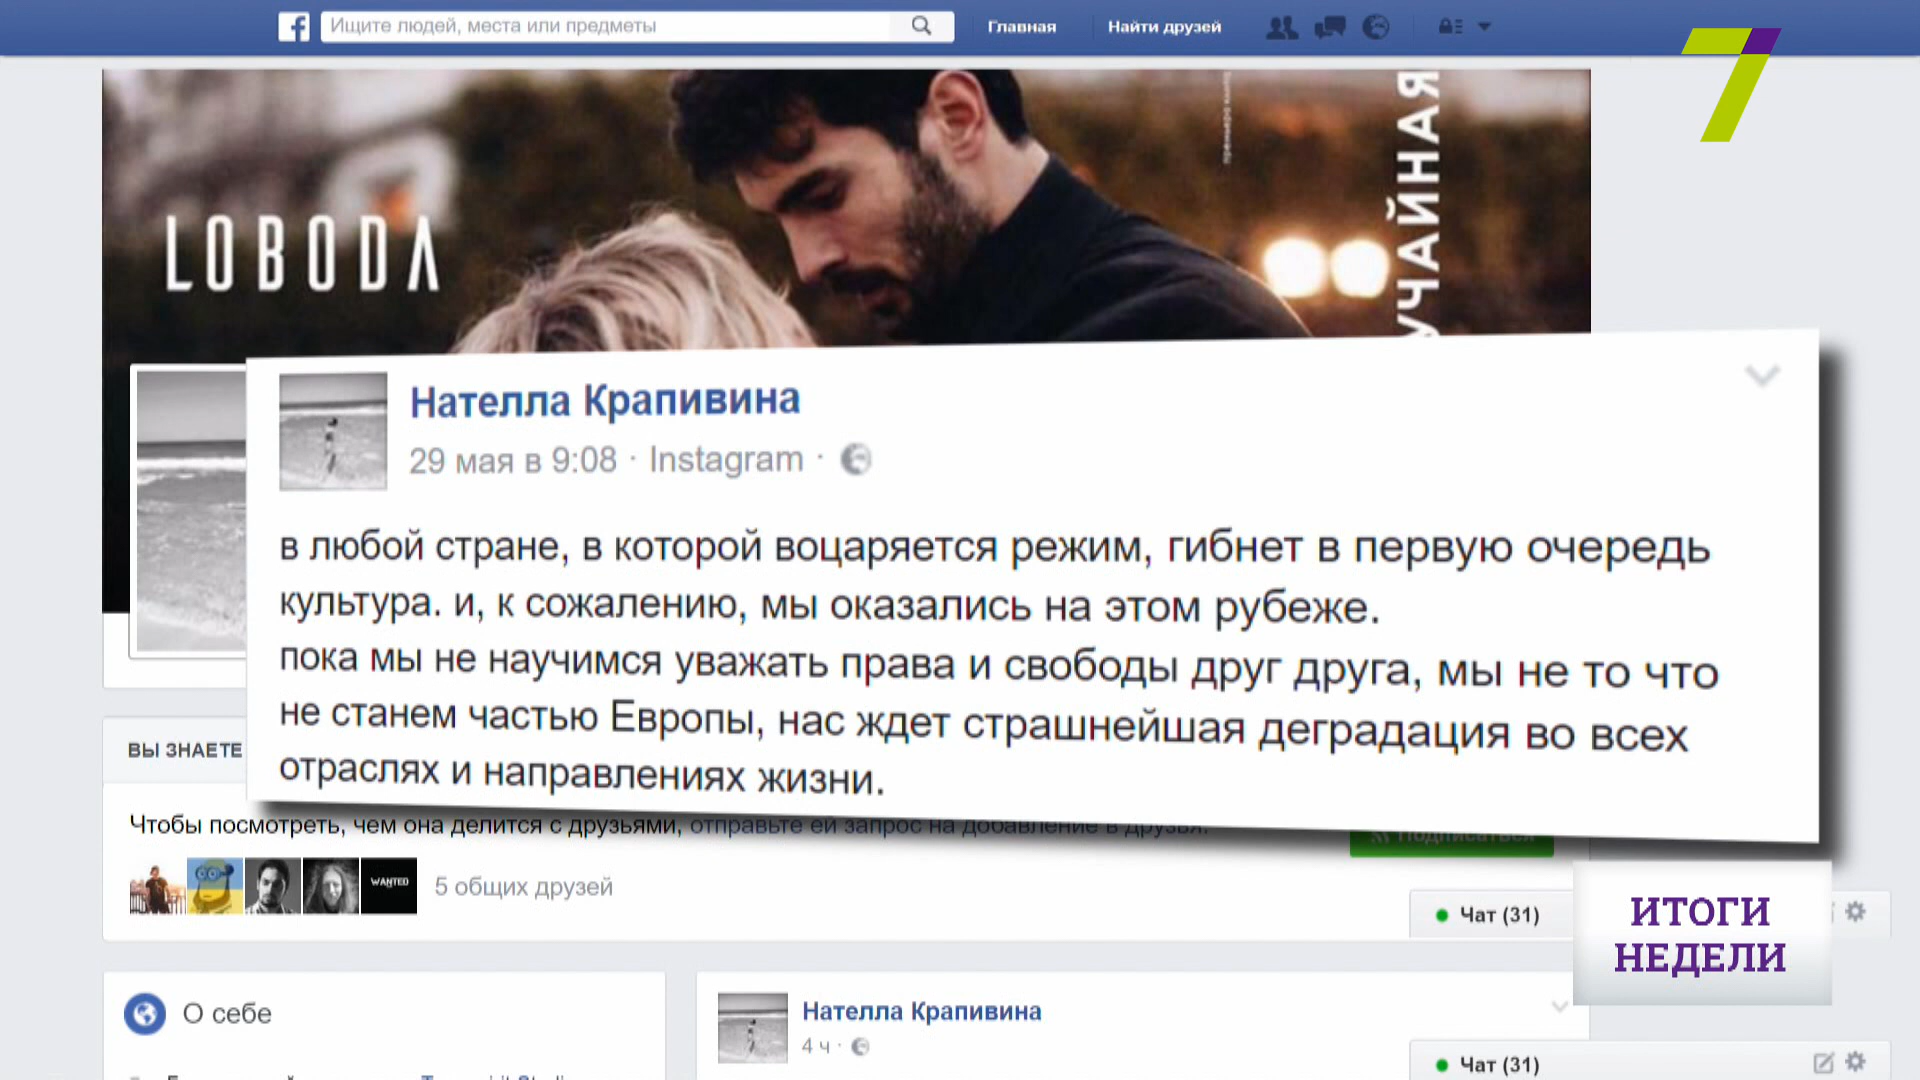 Ищите людей, места или предметы
Главная
Найти друзей
7
LOBODA
УЧАЙНАЯ
Нателла Крапивина
29 мая в 9:08 · Instagram ·
в любой стране, в которой воцаряется режим, гибнет в первую очередь
культура. и, к сожалению, мы оказались на этом рубеже.
пока мы не научимся уважать права и свободы друг друга, мы не то что
не станем частью Европы, нас ждет страшнейшая деградация во всех
отраслях и направлениях жизни.
ВЫ ЗНАЕТЕ
Чтобы посмотреть, чем она делится с друзьями, отправьте ей запрос на добавление в друзья.
Подписаться
WANTED
5 общих друзей
Чат (31)
ИТОГИ
НЕДЕЛИ
О себе
Нателла Крапивина
4 ч ·
Чат (31)